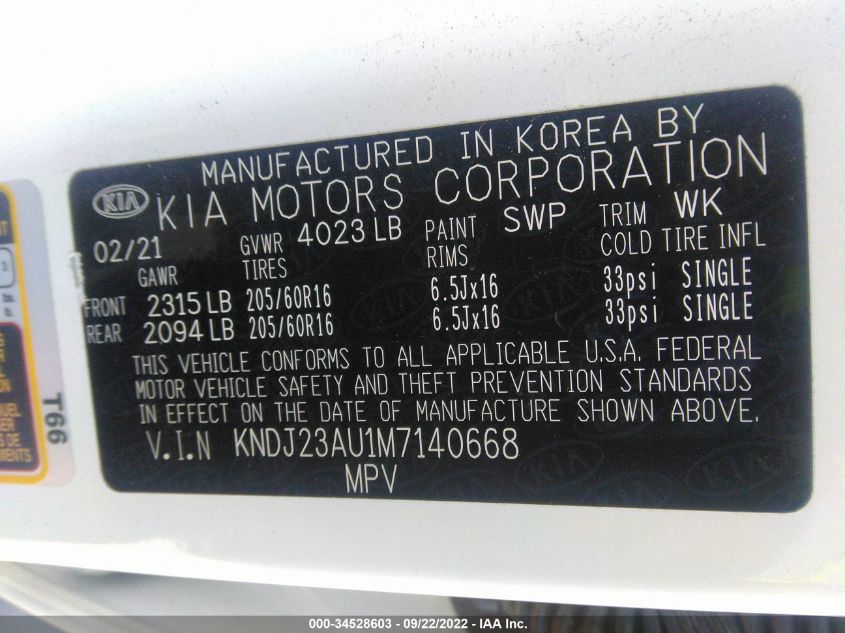 MANUFACTURED IN KOREA BY
KIA KIA MOTORS CORPORATION
02/21 GVWR 4023 LB PAINT SWP TRIM WK
GAWR TIRES RIMS COLD TIRE INFL
FRONT 2315 LB 205/60R16 6.5Jx16 33psi SINGLE
REAR 2094 LB 205/60R16 6.5Jx16 33psi SINGLE
THIS VEHICLE CONFORMS TO ALL APPLICABLE U.S.A. FEDERAL
MOTOR VEHICLE SAFETY AND THEFT PREVENTION STANDARDS
IN EFFECT ON THE DATE OF MANUFACTURE SHOWN ABOVE.
V.I.N KNDJ23AU1M7140668
MPV
T66
000-34528603 - 09/22/2022 - IAA Inc.